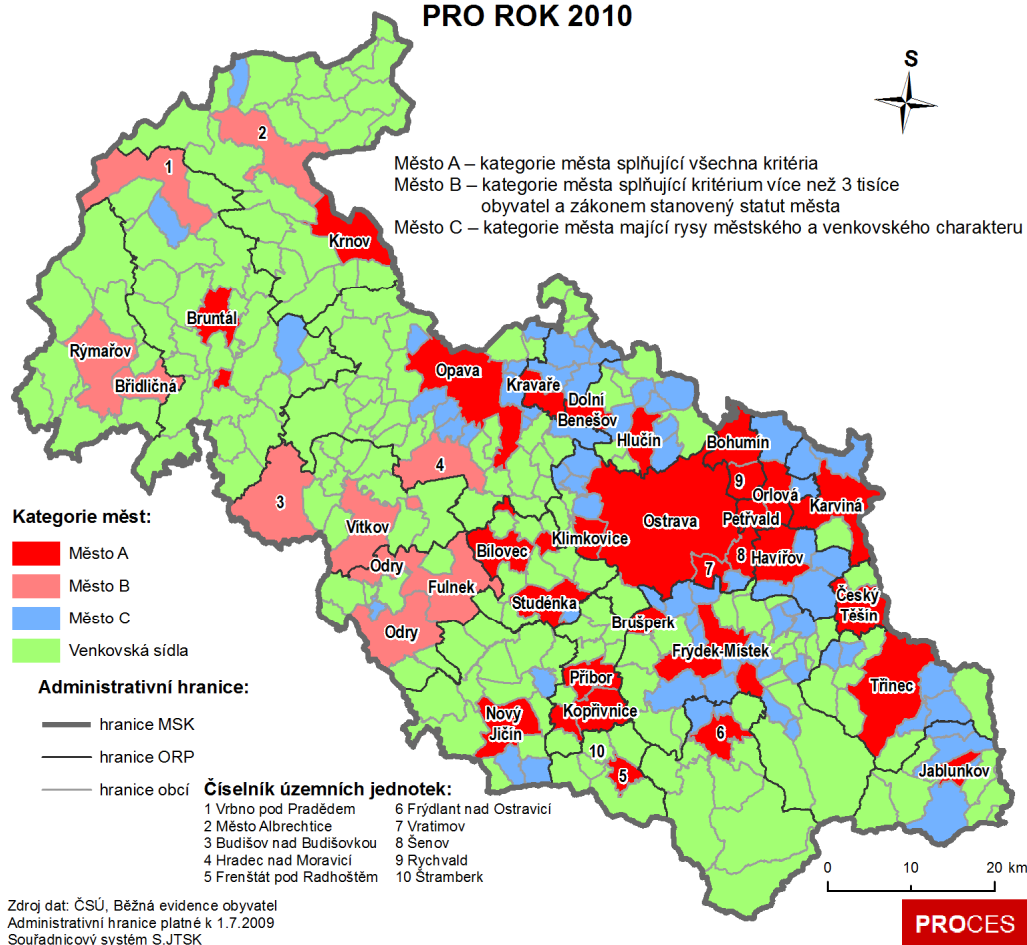 PRO ROK 2010
S
Město A – kategorie města splňující všechna kritéria
Město B – kategorie města splňující kritérium více než 3 tisíce
obyvatel a zákonem stanovený statut města
Město C – kategorie města mající rysy městského a venkovského charakteru
2
1
Krnov
Bruntál
Rýmařov
Břidličná
Opava
Kravaře
Dolní
Benešov
Hlučín
Bohumín
4
9
Orlová
3
Karviná
Vítkov
Ostrava
Petřvald
Klimkovice
Bílovec
8
Havířov
Odry
7
Fulnek
Český
Těšín
Studénka
Brušperk
Odry
Frýdek-Místek
Příbor
Třinec
Nový
Jičín
Kopřivnice
6
10
5
Jablunkov
Kategorie měst:
Město A
Město B
Město C
Venkovská sídla
Administrativní hranice:
hranice MSK
hranice ORP
hranice obcí
Číselník územních jednotek:
1 Vrbno pod Pradědem
2 Město Albrechtice
3 Budišov nad Budišovkou
4 Hradec nad Moravicí
5 Frenštát pod Radhoštěm
6 Frýdlant nad Ostravicí
7 Vratimov
8 Šenov
9 Rychvald
10 Štramberk
0 10 20 km
Zdroj dat: ČSÚ, Běžná evidence obyvatel
Administrativní hranice platné k 1.7.2009
Souřadnicový systém S.JTSK
PROCES